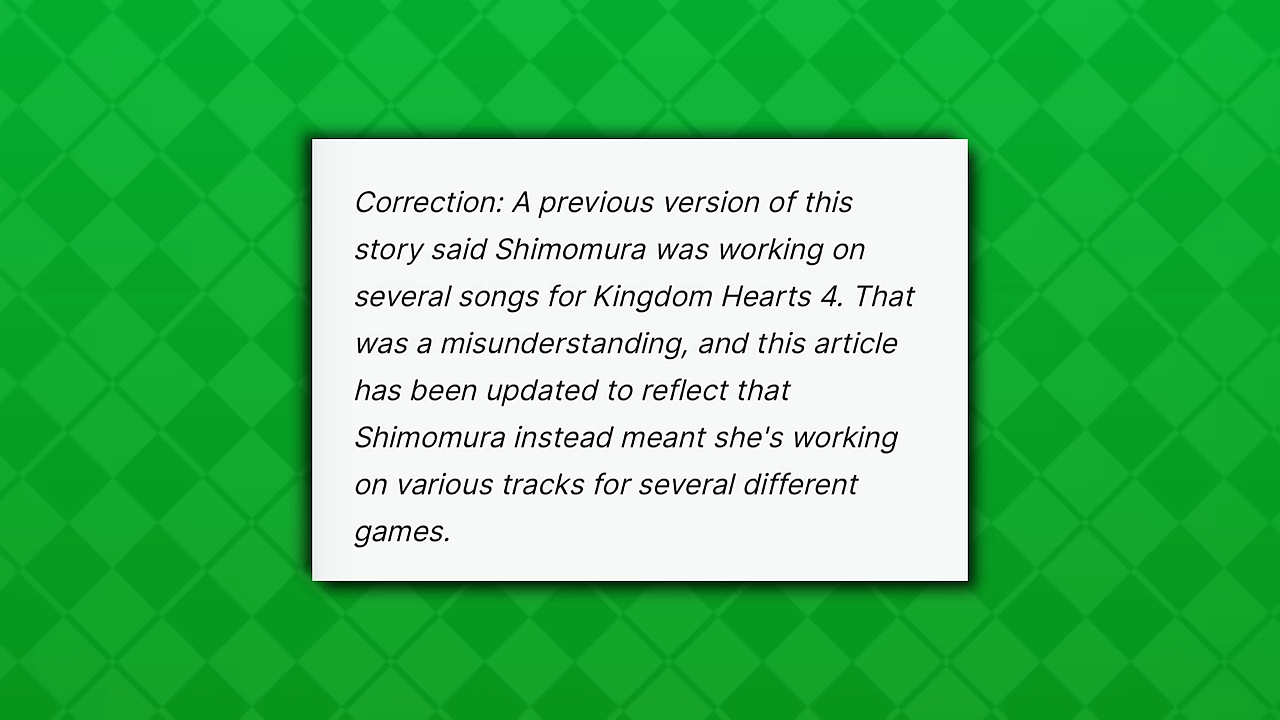 Correction: A previous version of this
story said Shimomura was working on
several songs for Kingdom Hearts 4. That
was a misunderstanding, and this article
has been updated to reflect that
Shimomura instead meant she's working
on various tracks for several different
games.